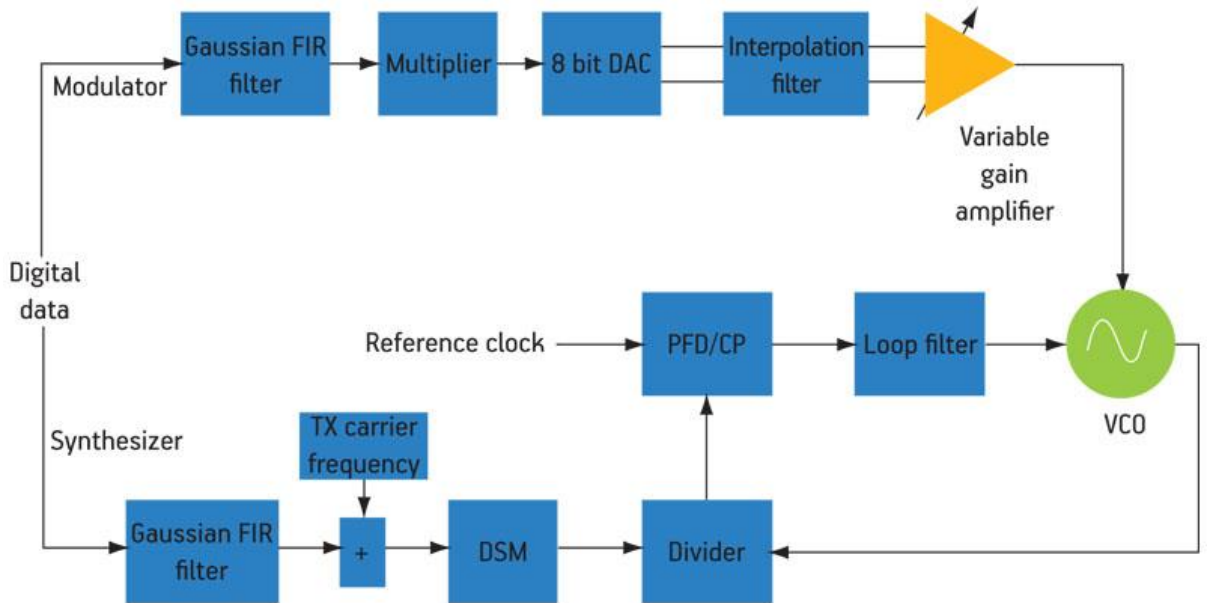 Gaussian FIR
filter
Multiplier
8 bit DAC
Interpolation
filter
Modulator
Variable
gain
amplifier
Digital
data
Reference clock
PFD/CP
Loop filter
VCO
Synthesizer
TX carrier
frequency
Gaussian FIR
filter
+
DSM
Divider